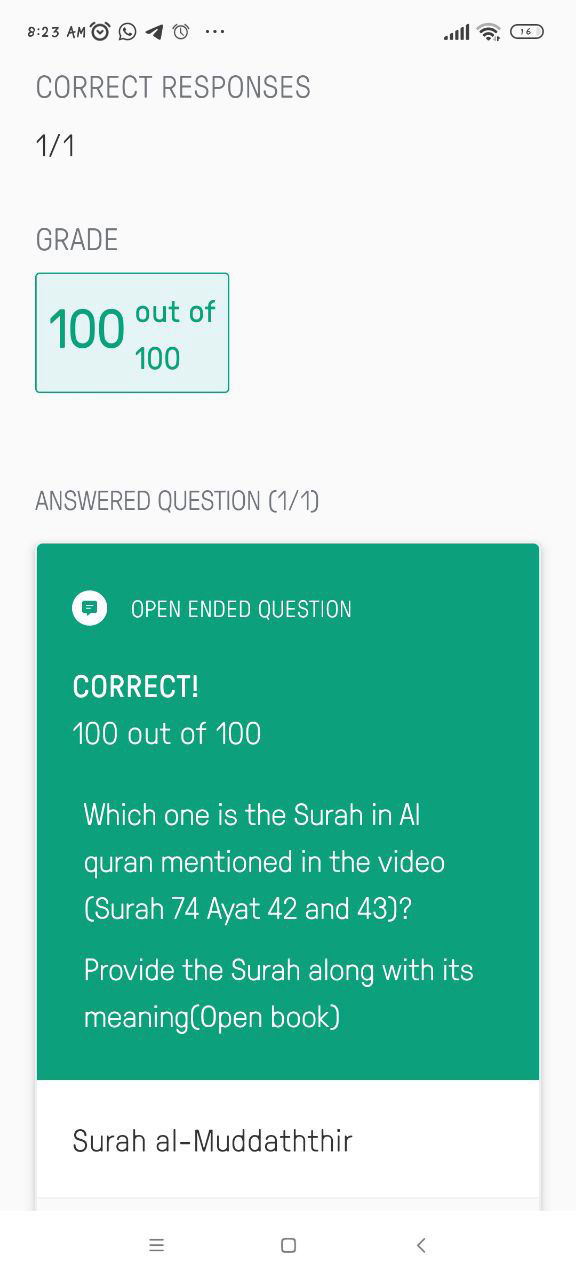 8:23 AM
16
CORRECT RESPONSES
1/1
GRADE
100 out of
100
ANSWERED QUESTION (1/1)
OPEN ENDED QUESTION
CORRECT!
100 out of 100
Which one is the Surah in Al
quran mentioned in the video
(Surah 74 Ayat 42 and 43)?
Provide the Surah along with its
meaning(Open book)
Surah al-Muddaththir